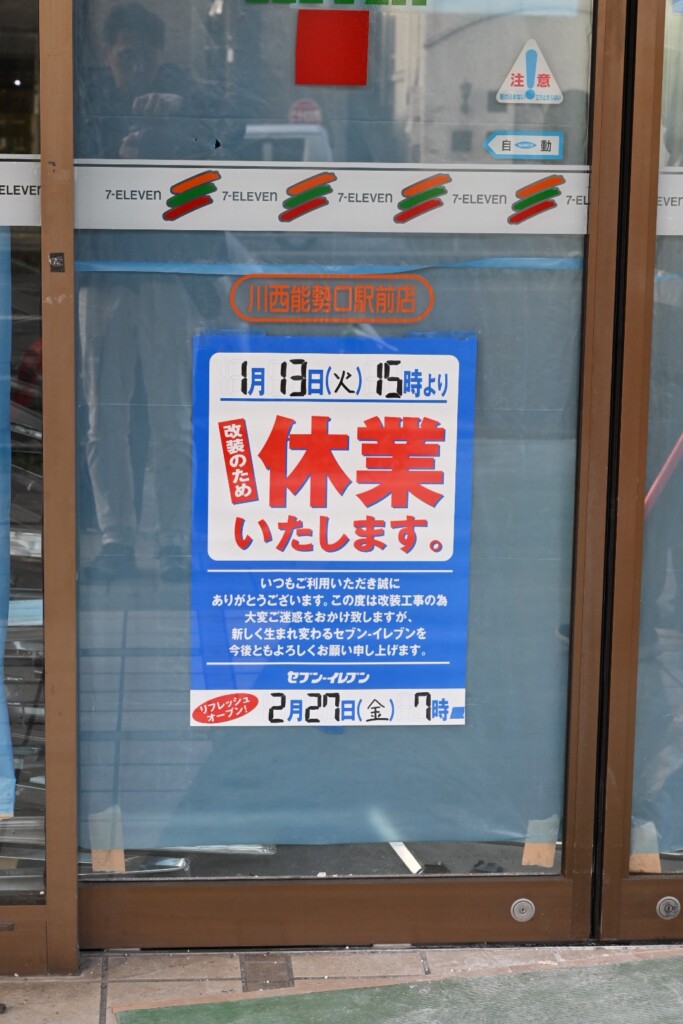 ELEVEN
注意
自動
ELEVEN
7-ELEVEN 7-ELEVEN 7-ELEVEN 7-ELEVEN 7-EL
EVEN
川西能勢口駅前店
1月13日(火)15時より
改装のため
休業
いたします。
いつもご利用いただき誠に
ありがとうございます。この度は改装工事の為
大変ご迷惑をおかけ致しますが、
新しく生まれ変わるセブン-イレブンを
今後ともよろしくお願い申し上げます。
セブン-イレブン
リフレッシュ
オープン!
2月27日(金) 7時